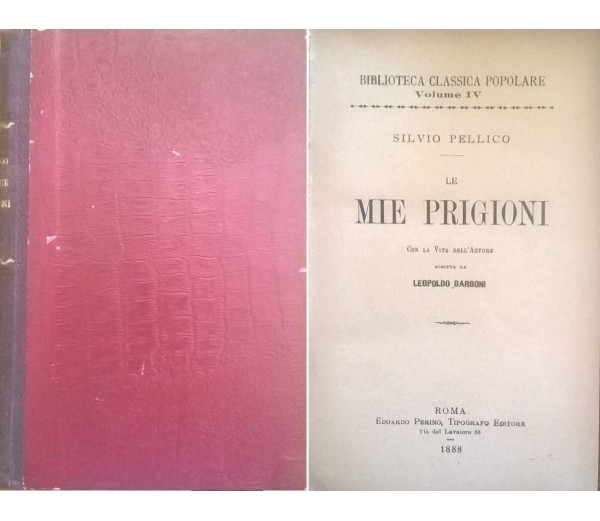 BIBLIOTECA CLASSICA POPOLARE
Volume IV
SILVIO PELLICO
LE
MIE PRIGIONI
CON LA VITA DELL'AUTORE
SCRITTA DA
LEOPOLDO BARBONI
ROMA
EDOARDO PERINO, TIPOGRAFO EDITORE
Via del Lavatore 88
1888